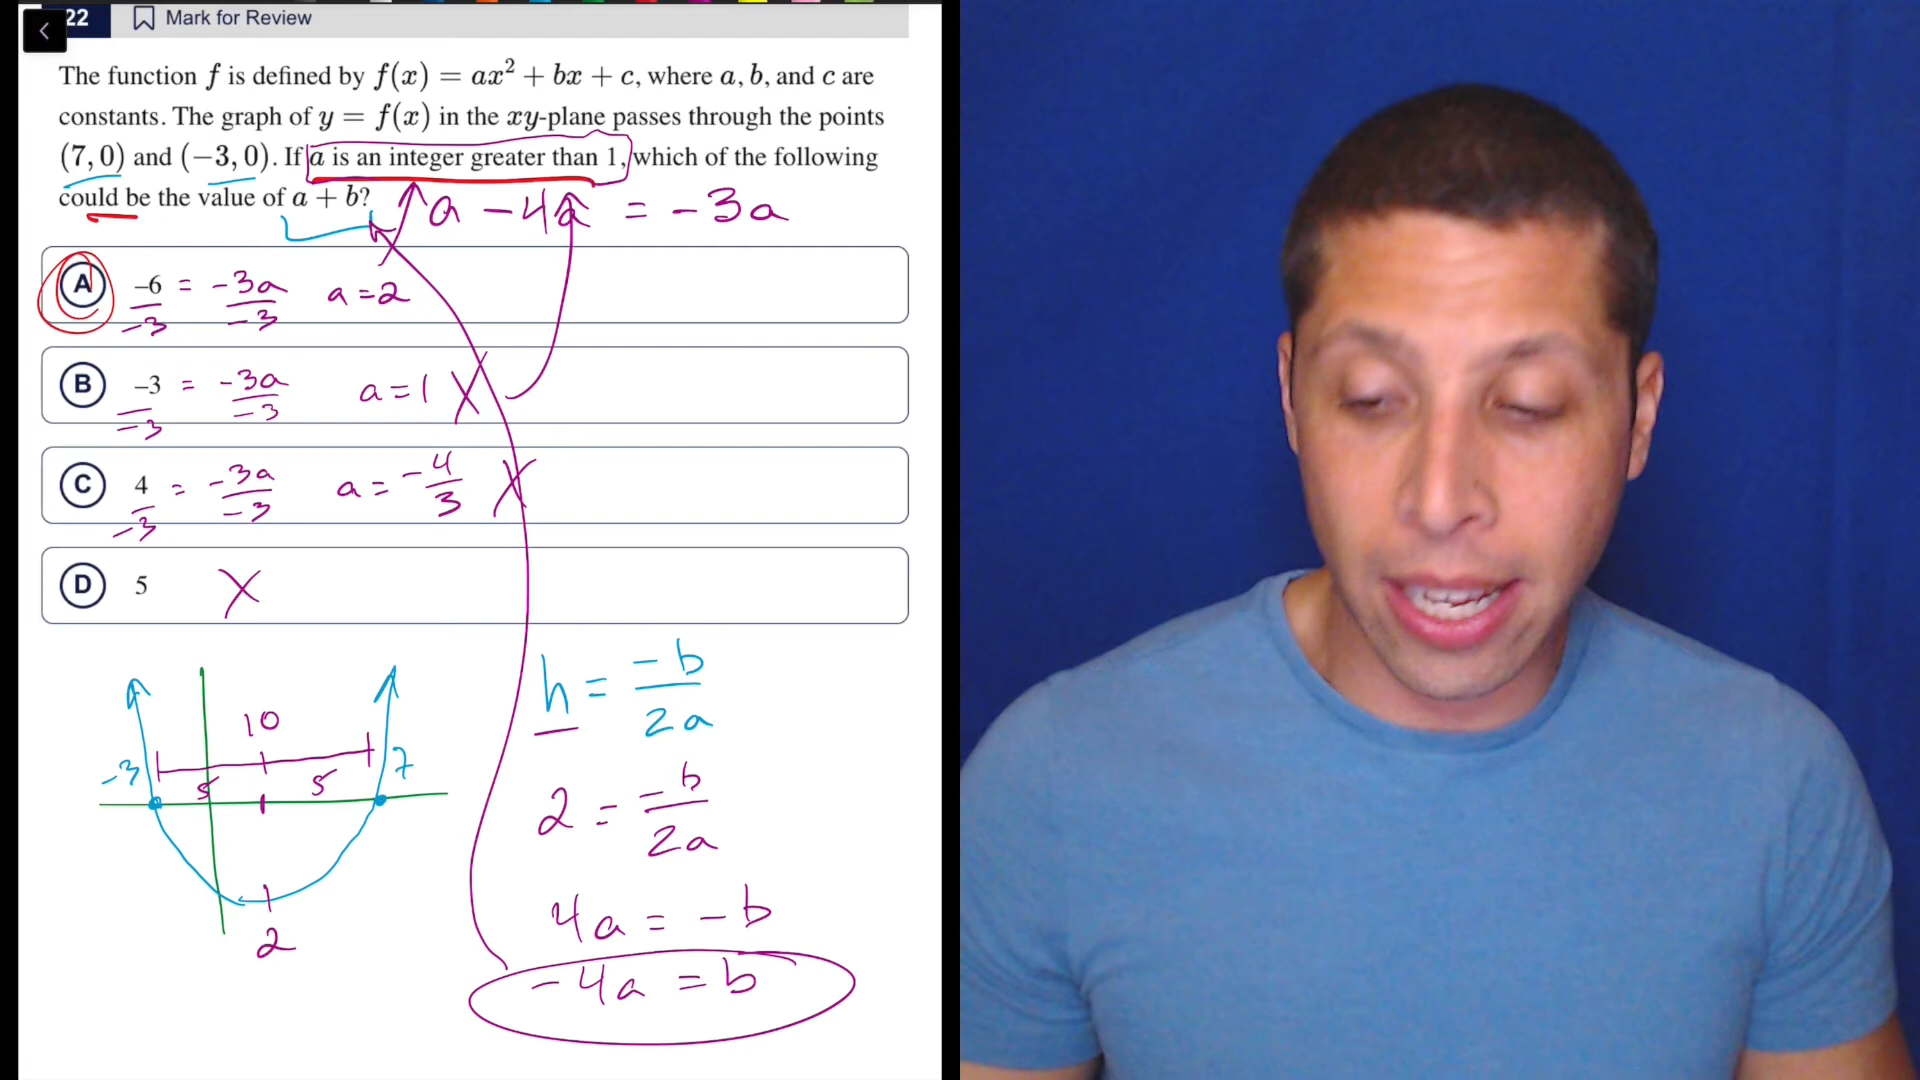 22 Mark for Review
The function f is defined by f(x) = ax² + bx + c, where a, b, and c are
constants. The graph of y = f(x) in the xy-plane passes through the points
(7, 0) and (−3, 0). If a is an integer greater than 1, which of the following
could be the value of a + b?
a − 4a = −3a
A −6 = −3a a = 2
−3 −3
B −3 = −3a a = 1 X
−3 −3
C 4 = −3a a = −4/3 X
−3 −3
D 5 X
h = −b/2a
10
−3 5 5 7
2 = −b/2a
4a = −b
2
−4a = b